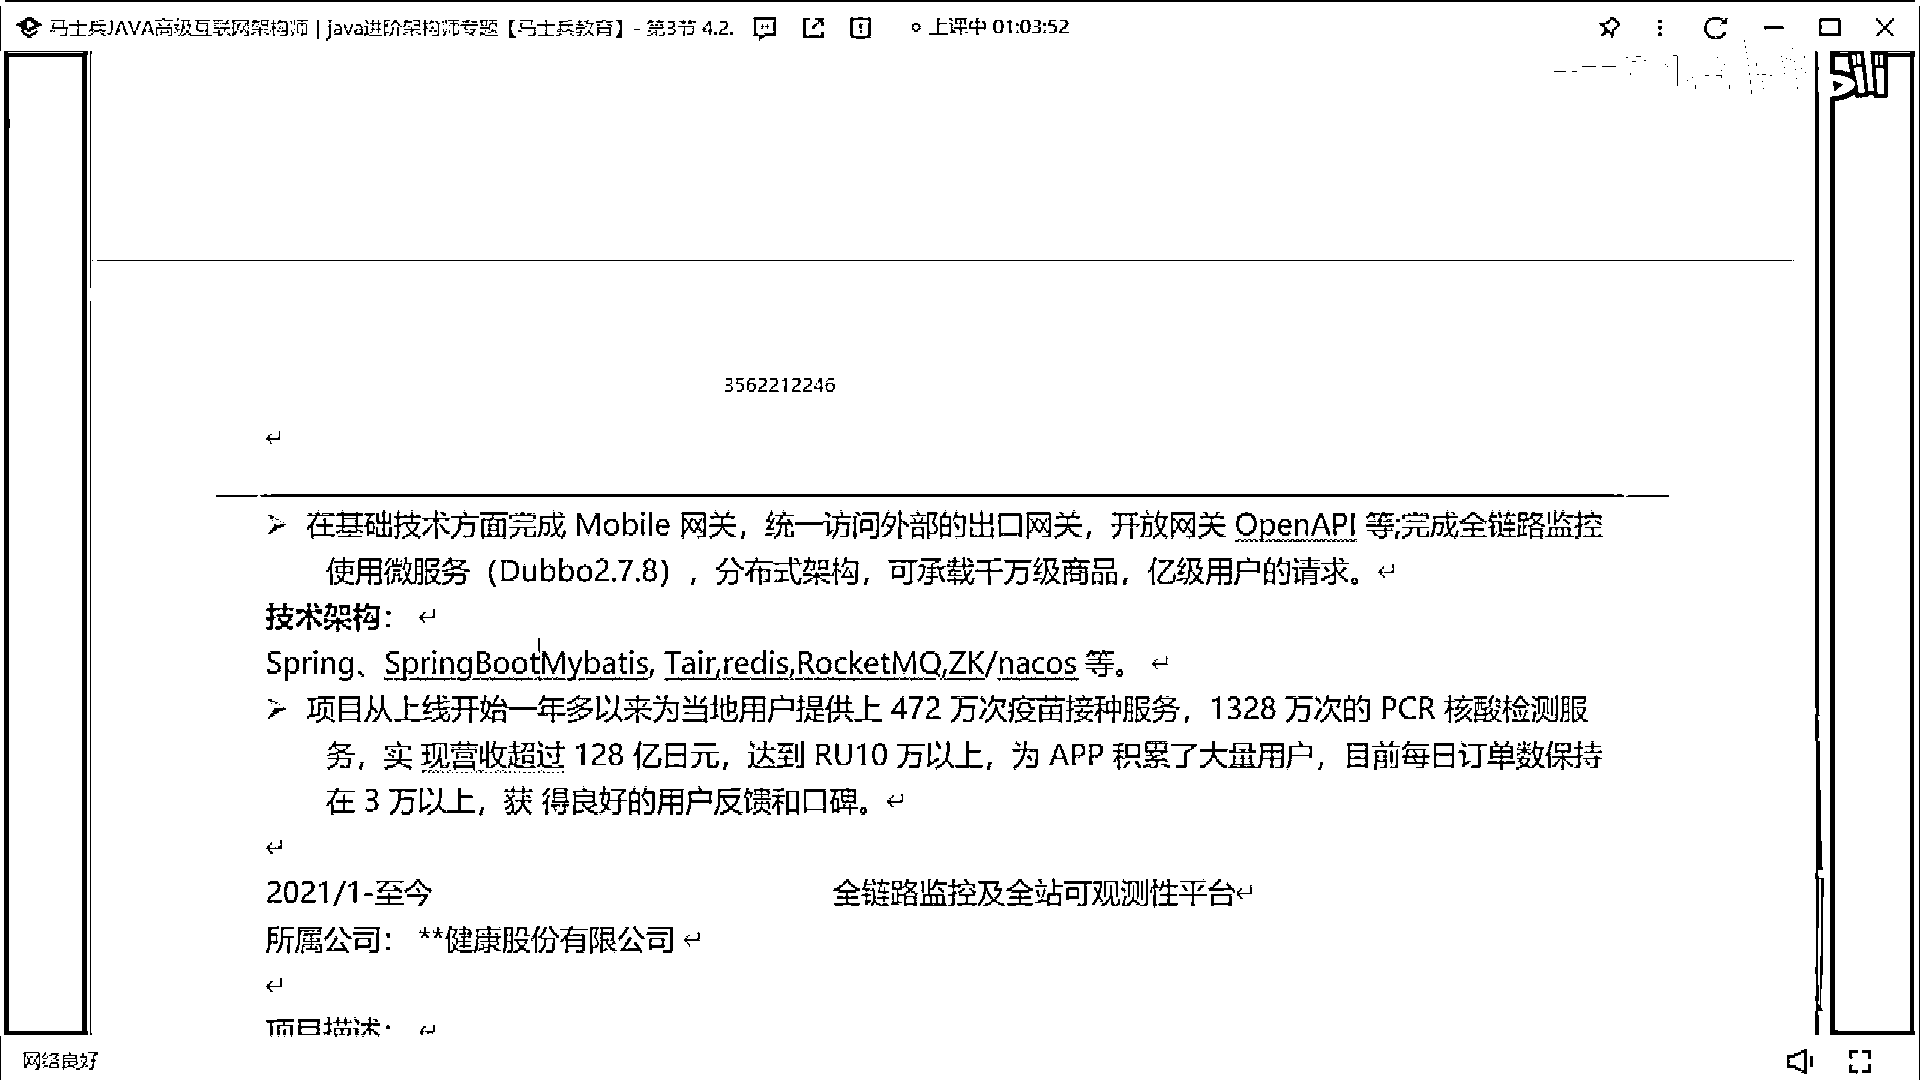 马士兵JAVA高级互联网架构师 | java进阶架构师专题【马士兵教育】- 第3节 4.2. 上课中 01:03:52
3562212246
➢ 在基础技术方面完成 Mobile 网关，统一访问外部的出口网关，开放网关 OpenAPI 等;完成全链路监控
使用微服务（Dubbo2.7.8），分布式架构，可承载千万级商品，亿级用户的请求。
技术架构：
Spring、SpringBootMybatis, Tair,redis,RocketMQ,ZK/nacos 等。
➢ 项目从上线开始一年多以来为当地用户提供上 472 万次疫苗接种服务，1328 万次的 PCR 核酸检测服
务，实 现营收超过 128 亿日元，达到 RU10 万以上，为 APP 积累了大量用户，目前每日订单数保持
在 3 万以上，获 得良好的用户反馈和口碑。
2021/1-至今 全链路监控及全站可观测性平台
所属公司： **健康股份有限公司
项目描述：
网络良好